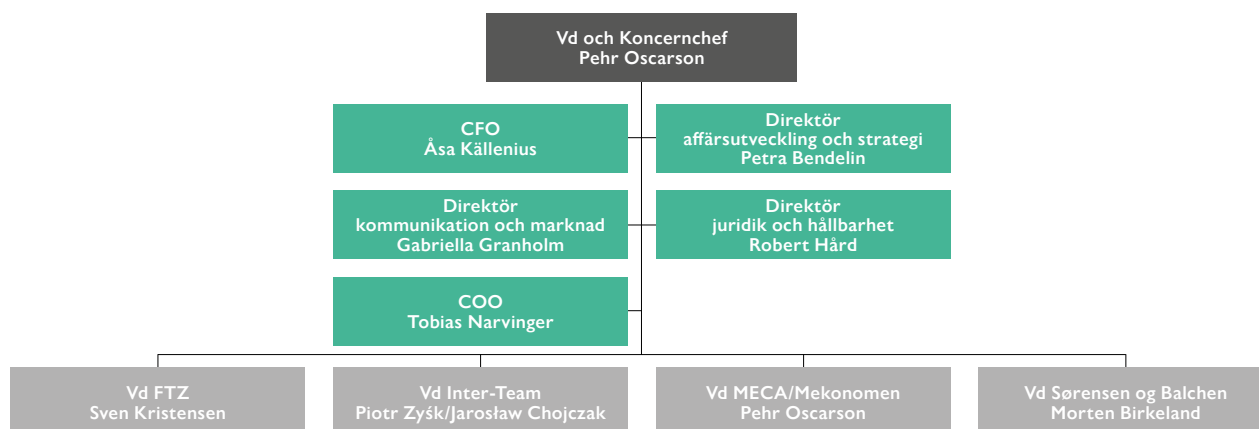 Vd och Koncernchef
Pehr Oscarson
CFO
Åsa Källenius
Direktör
affärsutveckling och strategi
Petra Bendelin
Direktör
kommunikation och marknad
Gabriella Granholm
Direktör
juridik och hållbarhet
Robert Hård
COO
Tobias Narvinger
Vd FTZ
Sven Kristensen
Vd Inter-Team
Piotr Zyśk/Jarosław Chojczak
Vd MECA/Mekonomen
Pehr Oscarson
Vd Sørensen og Balchen
Morten Birkeland